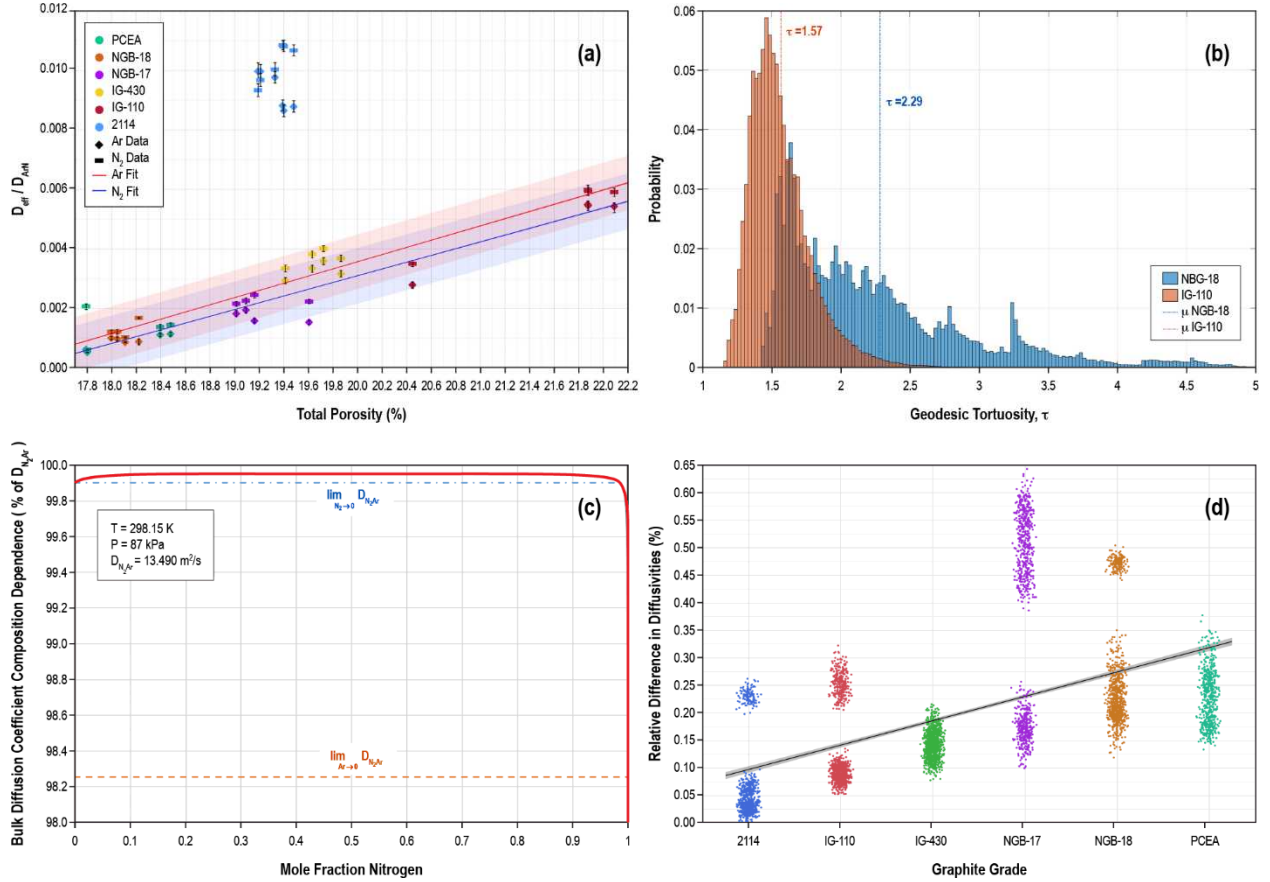 0.012
0.010
0.008
0.006
0.004
0.002
0.000
D_eff / D_ArN
PCEA
NGB-18
NGB-17
IG-430
IG-110
2114
Ar Data
N₂ Data
Ar Fit
N₂ Fit
(a)
17.8 18.0 18.2 18.4 18.6 18.8 19.0 19.2 19.4 19.6 19.8 20.0 20.2 20.4 20.6 20.8 21.0 21.2 21.4 21.6 21.8 22.0 22.2
Total Porosity (%)
0.06
0.05
0.04
0.03
0.02
0.01
0
Probability
τ =1.57
τ =2.29
(b)
NBG-18
IG-110
μ NGB-18
μ IG-110
1 1.5 2 2.5 3 3.5 4 4.5 5
Geodesic Tortuosity, τ
100.0
99.8
99.6
99.4
99.2
99.0
98.8
98.6
98.4
98.2
98.0
Bulk Diffusion Coefficient Composition Dependence ( % of D_N₂Ar)
lim D_N₂Ar
N₂→0
(c)
T = 298.15 K
P = 87 kPa
D_N₂Ar = 13.490 m²/s
lim D_N₂Ar
Ar→0
0 0.1 0.2 0.3 0.4 0.5 0.6 0.7 0.8 0.9 1
Mole Fraction Nitrogen
0.65
0.60
0.55
0.50
0.45
0.40
0.35
0.30
0.25
0.20
0.15
0.10
0.05
0.00
Relative Difference in Diffusivities (%)
(d)
2114 IG-110 IG-430 NGB-17 NGB-18 PCEA
Graphite Grade